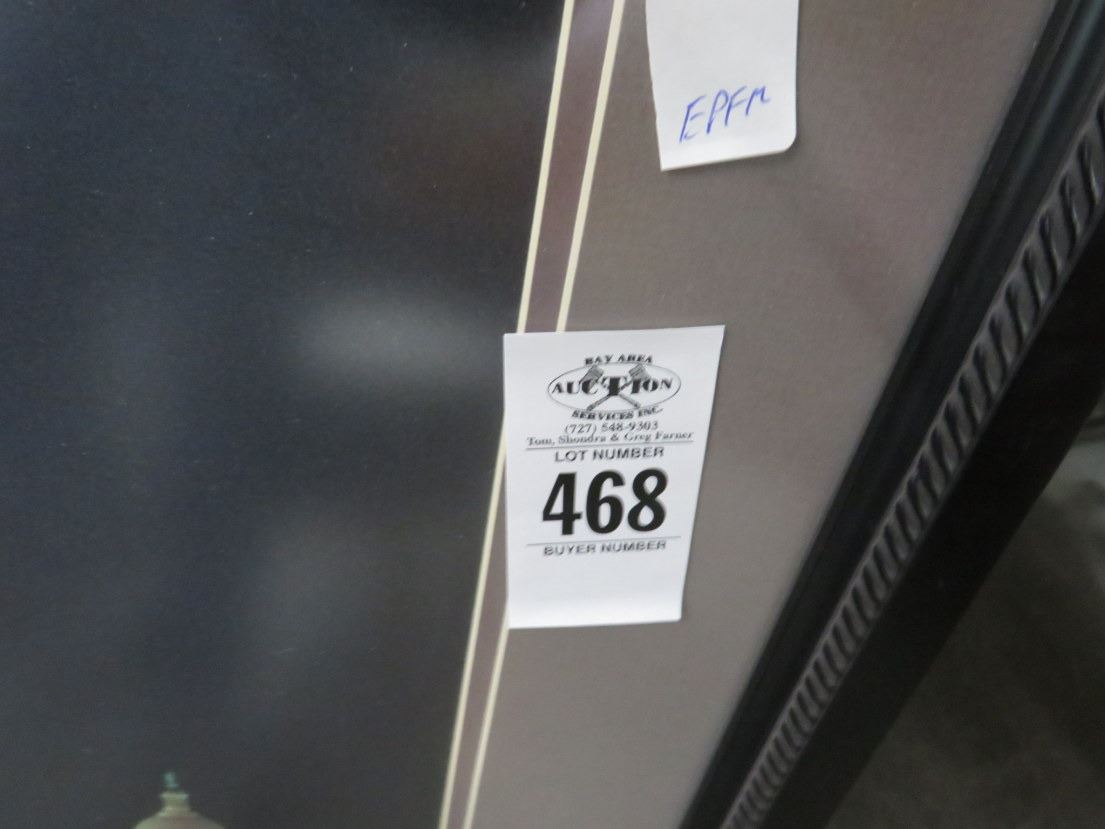 EPFM
BAY AREA
AUCTION
SERVICES INC.
(727) 548-9303
Tom, Shondra & Greg Farner
LOT NUMBER
468
BUYER NUMBER